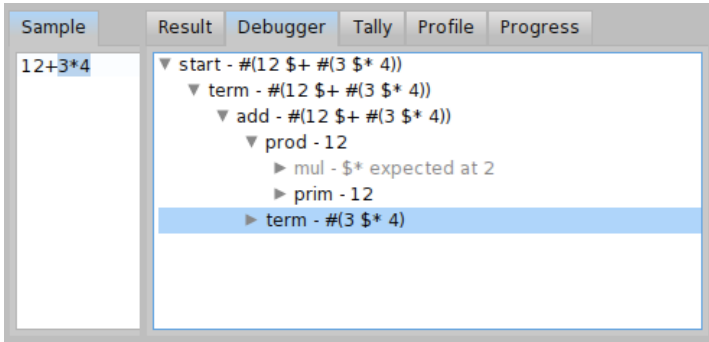 Sample
12+3*4
Result Debugger Tally Profile Progress
start - #(12 $+ #(3 $* 4))
term - #(12 $+ #(3 $* 4))
add - #(12 $+ #(3 $* 4))
prod - 12
mul - $* expected at 2
prim - 12
term - #(3 $* 4)